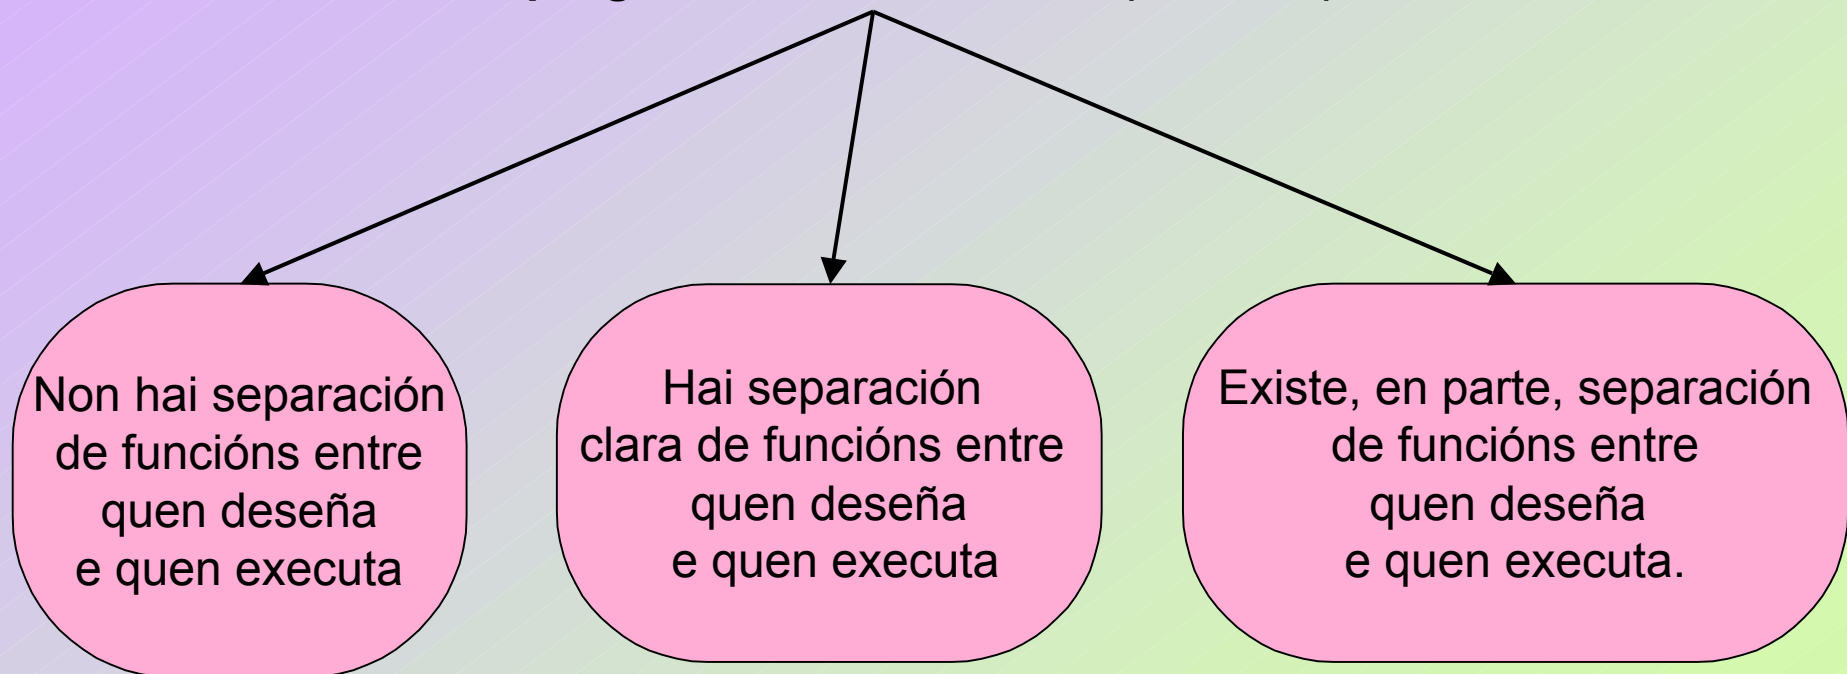 Non hai separación
de funcións entre
quen deseña
e quen executa
Hai separación
clara de funcións entre
quen deseña
e quen executa
Existe, en parte, separación
de funcións entre
quen deseña
e quen executa.